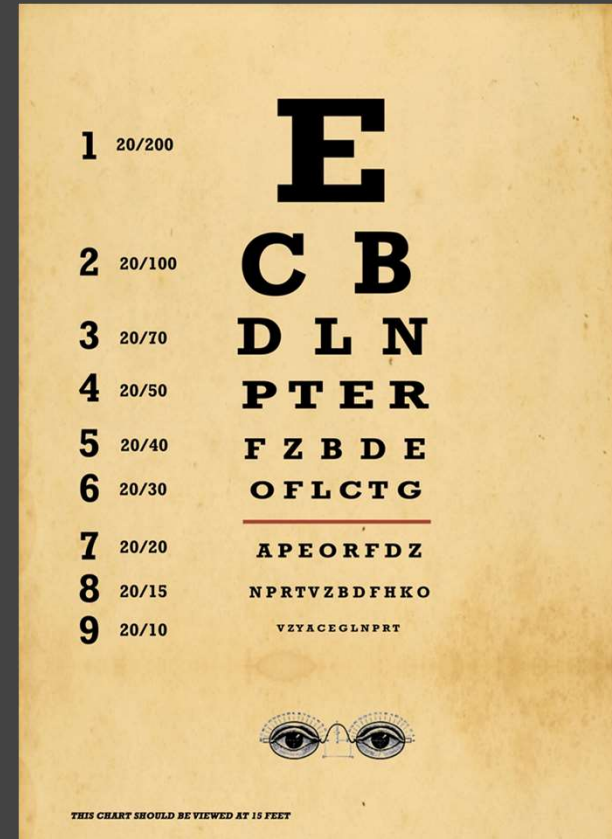 1 20/200 E
2 20/100 C B
3 20/70 D L N
4 20/50 P T E R
5 20/40 F Z B D E
6 20/30 O F L C T G
7 20/20 A P E O R F D Z
8 20/15 N P R T V Z B D F H K O
9 20/10 V Z Y A C E G L N P R T
THIS CHART SHOULD BE VIEWED AT 15 FEET